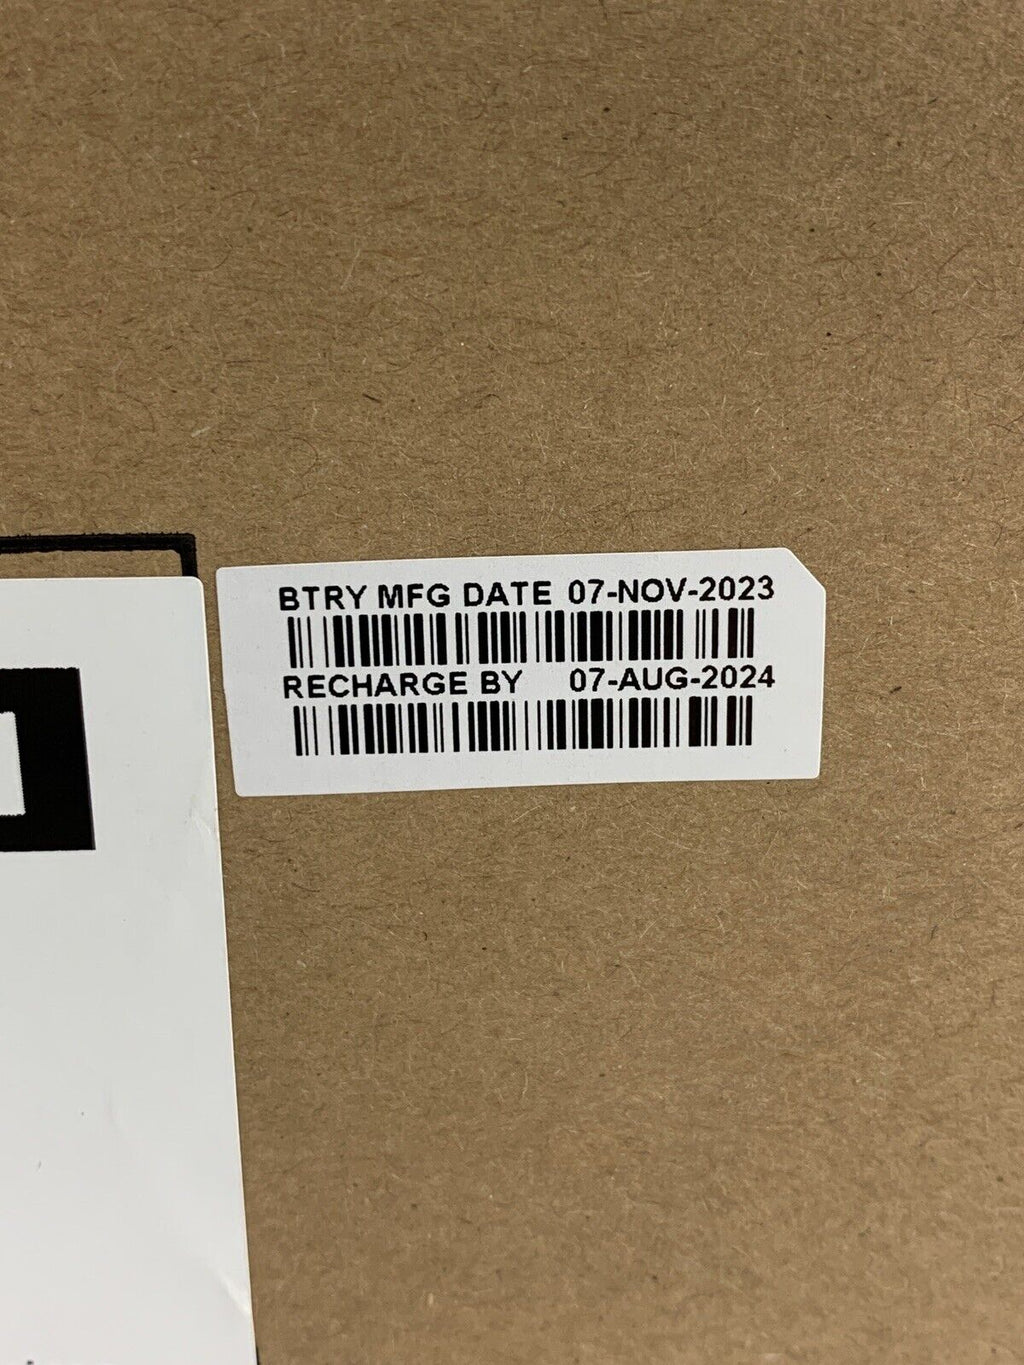 BTRY MFG DATE 07-NOV-2023
RECHARGE BY 07-AUG-2024